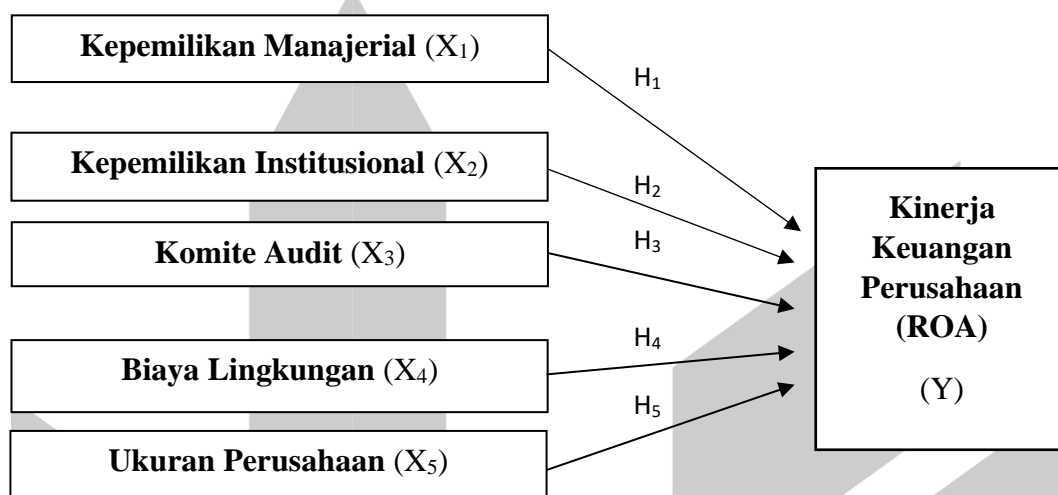 Kepemilikan Manajerial (X₁)
H₁
Kepemilikan Institusional (X₂)
H₂
Komite Audit (X₃)
H₃
Biaya Lingkungan (X₄)
H₄
Ukuran Perusahaan (X₅)
H₅
Kinerja
Keuangan
Perusahaan
(ROA)
(Y)